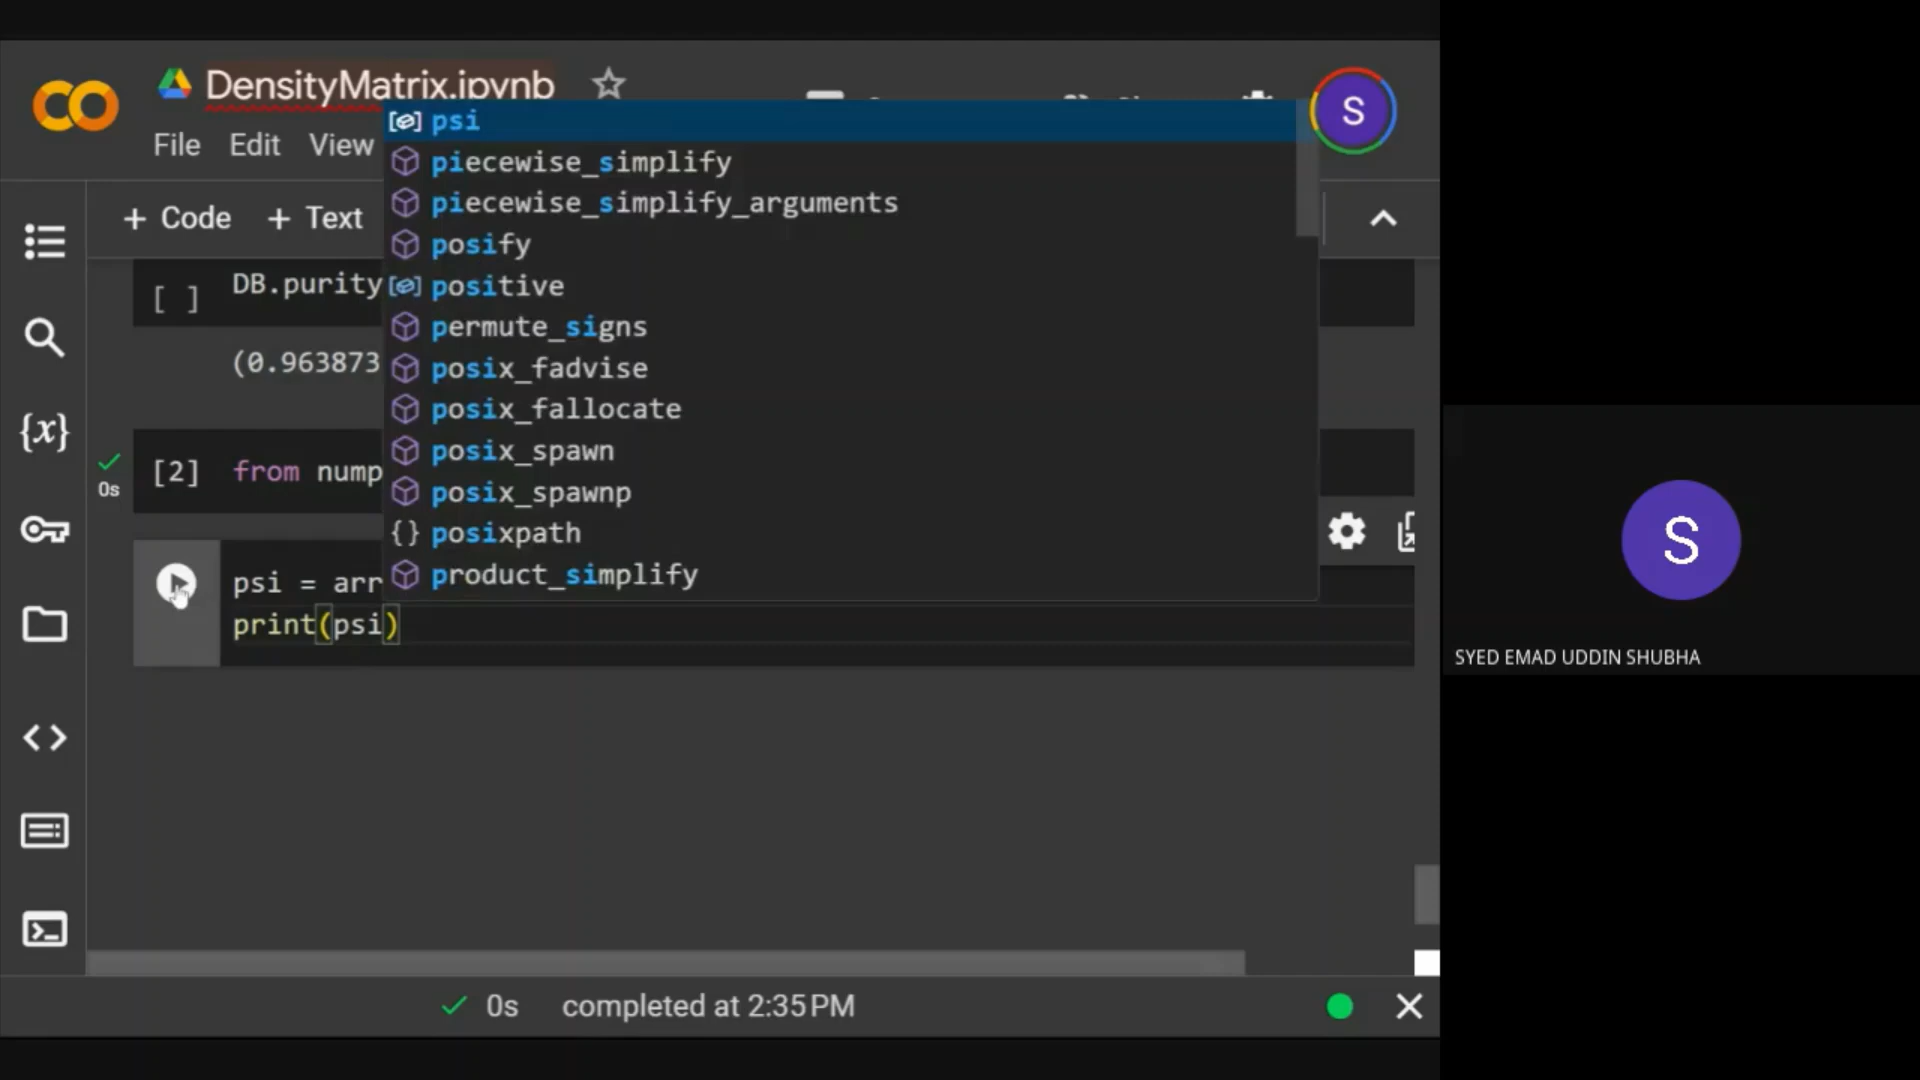 DensityMatrix.ipynb
File Edit View
S
+ Code + Text
psi
piecewise_simplify
piecewise_simplify_arguments
posify
positive
permute_signs
posix_fadvise
posix_fallocate
posix_spawn
posix_spawnp
{} posixpath
product_simplify
{x}
[ ] DB.purity
(0.963873
0s
[2] from nump
psi = arr
print(psi)
S
SYED EMAD UDDIN SHUBHA
0s completed at 2:35 PM